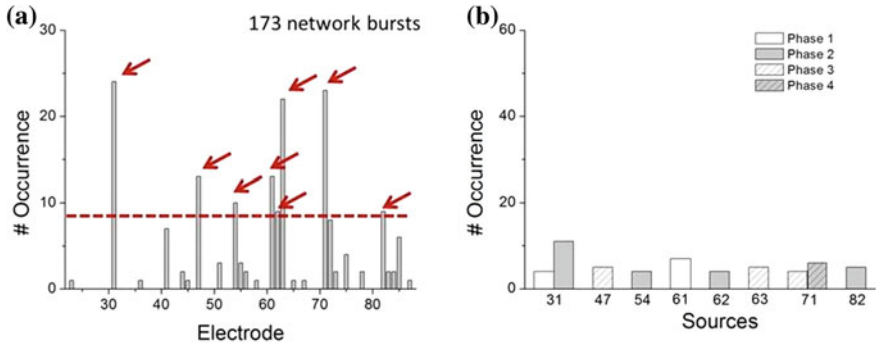 (a)
173 network bursts
30
20
10
0
# Occurrence
30 40 50 60 70 80
Electrode
(b)
60
40
20
0
# Occurrence
Phase 1
Phase 2
Phase 3
Phase 4
31 47 54 61 62 63 71 82
Sources